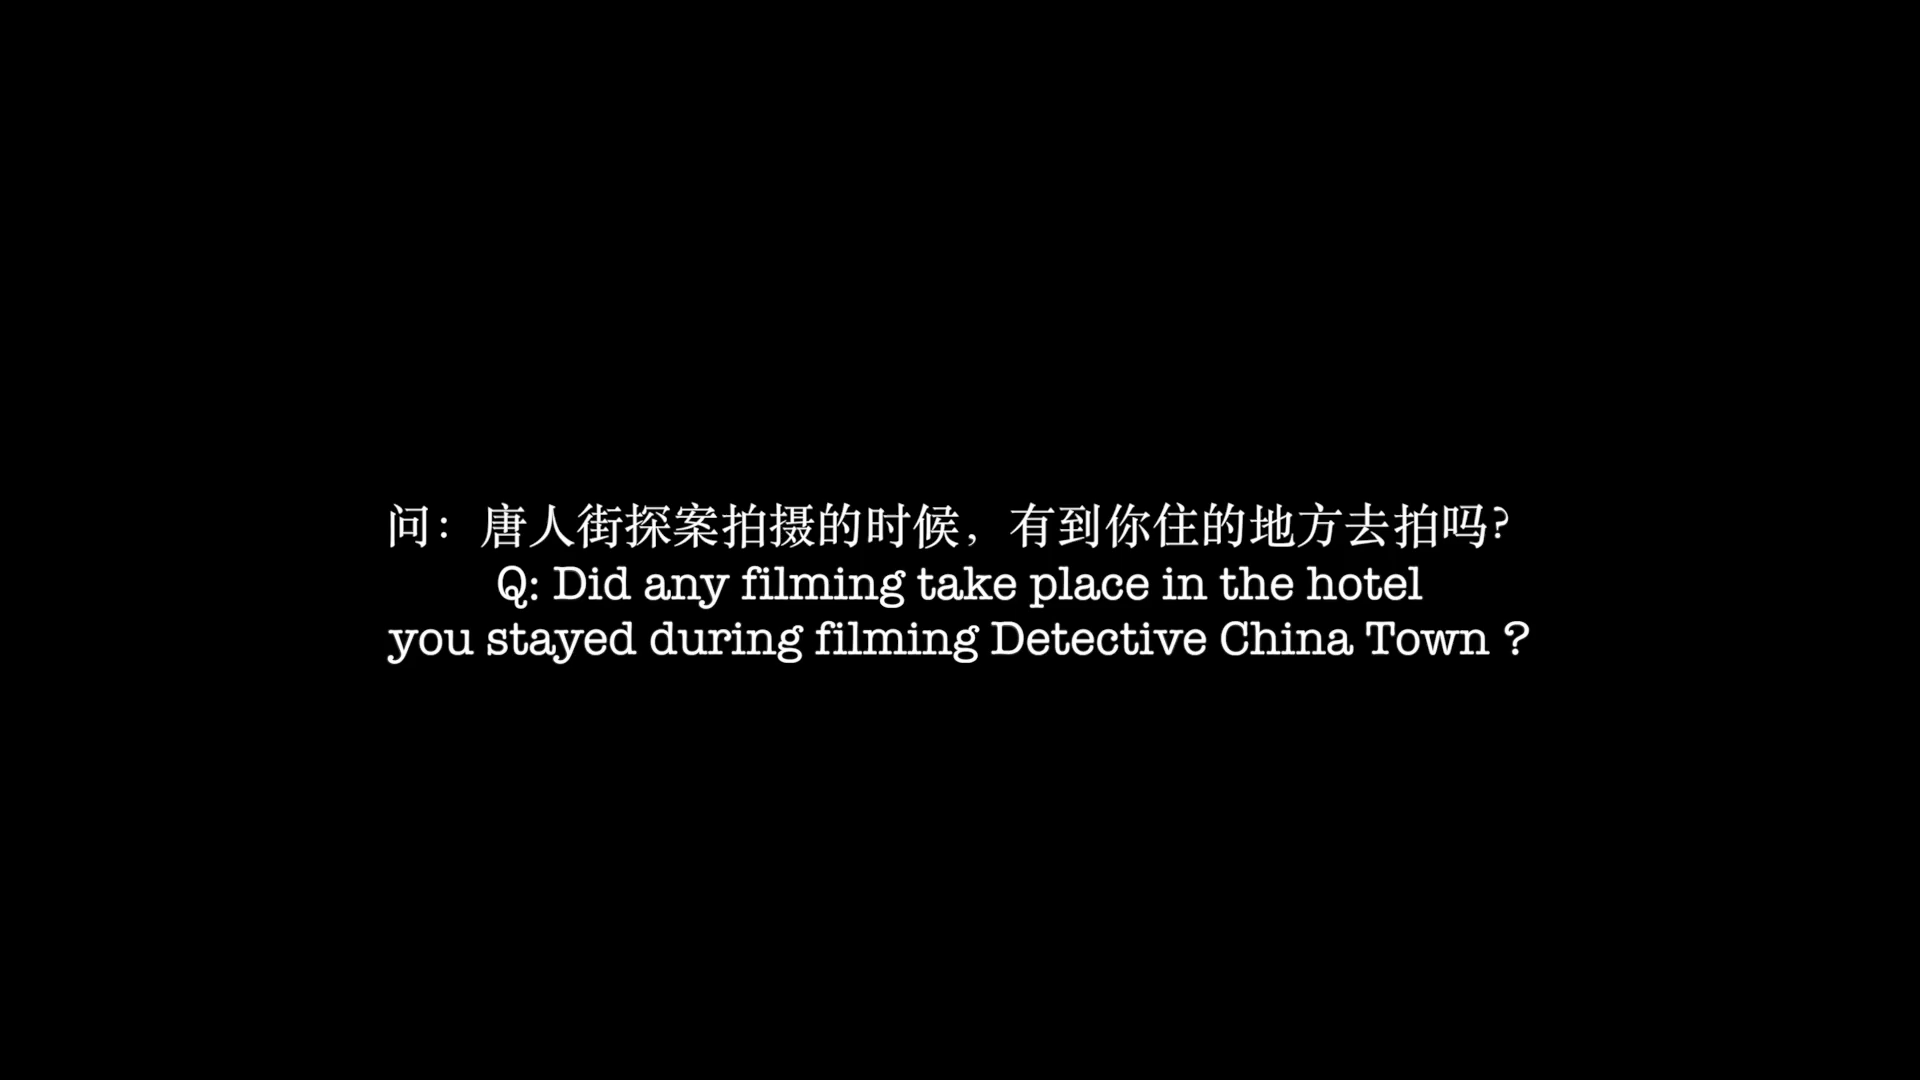 问：唐人街探案拍摄的时候，有到你住的地方去拍吗?
Q: Did any filming take place in the hotel
you stayed during filming Detective China Town ?